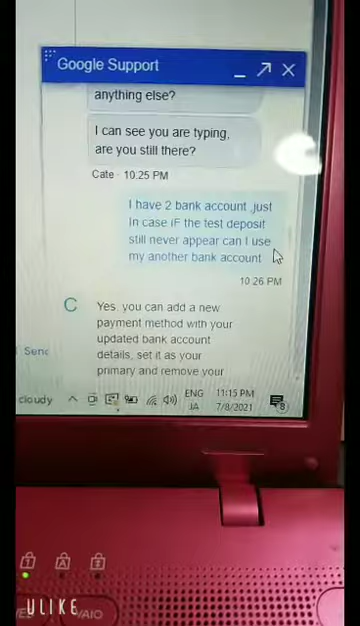 Google Support
anything else?
I can see you are typing,
are you still there?
Cate · 10:25 PM
I have 2 bank account ,just
In case iF the test deposit
still never appear can I use
my another bank account
10:26 PM
C
Yes, you can add a new
payment method with your
updated bank account
details, set it as your
primary and remove your
Send
cloudy
ENG
IA
11:15 PM
7/8/2021
8
1
A
ULIKE
VAIO